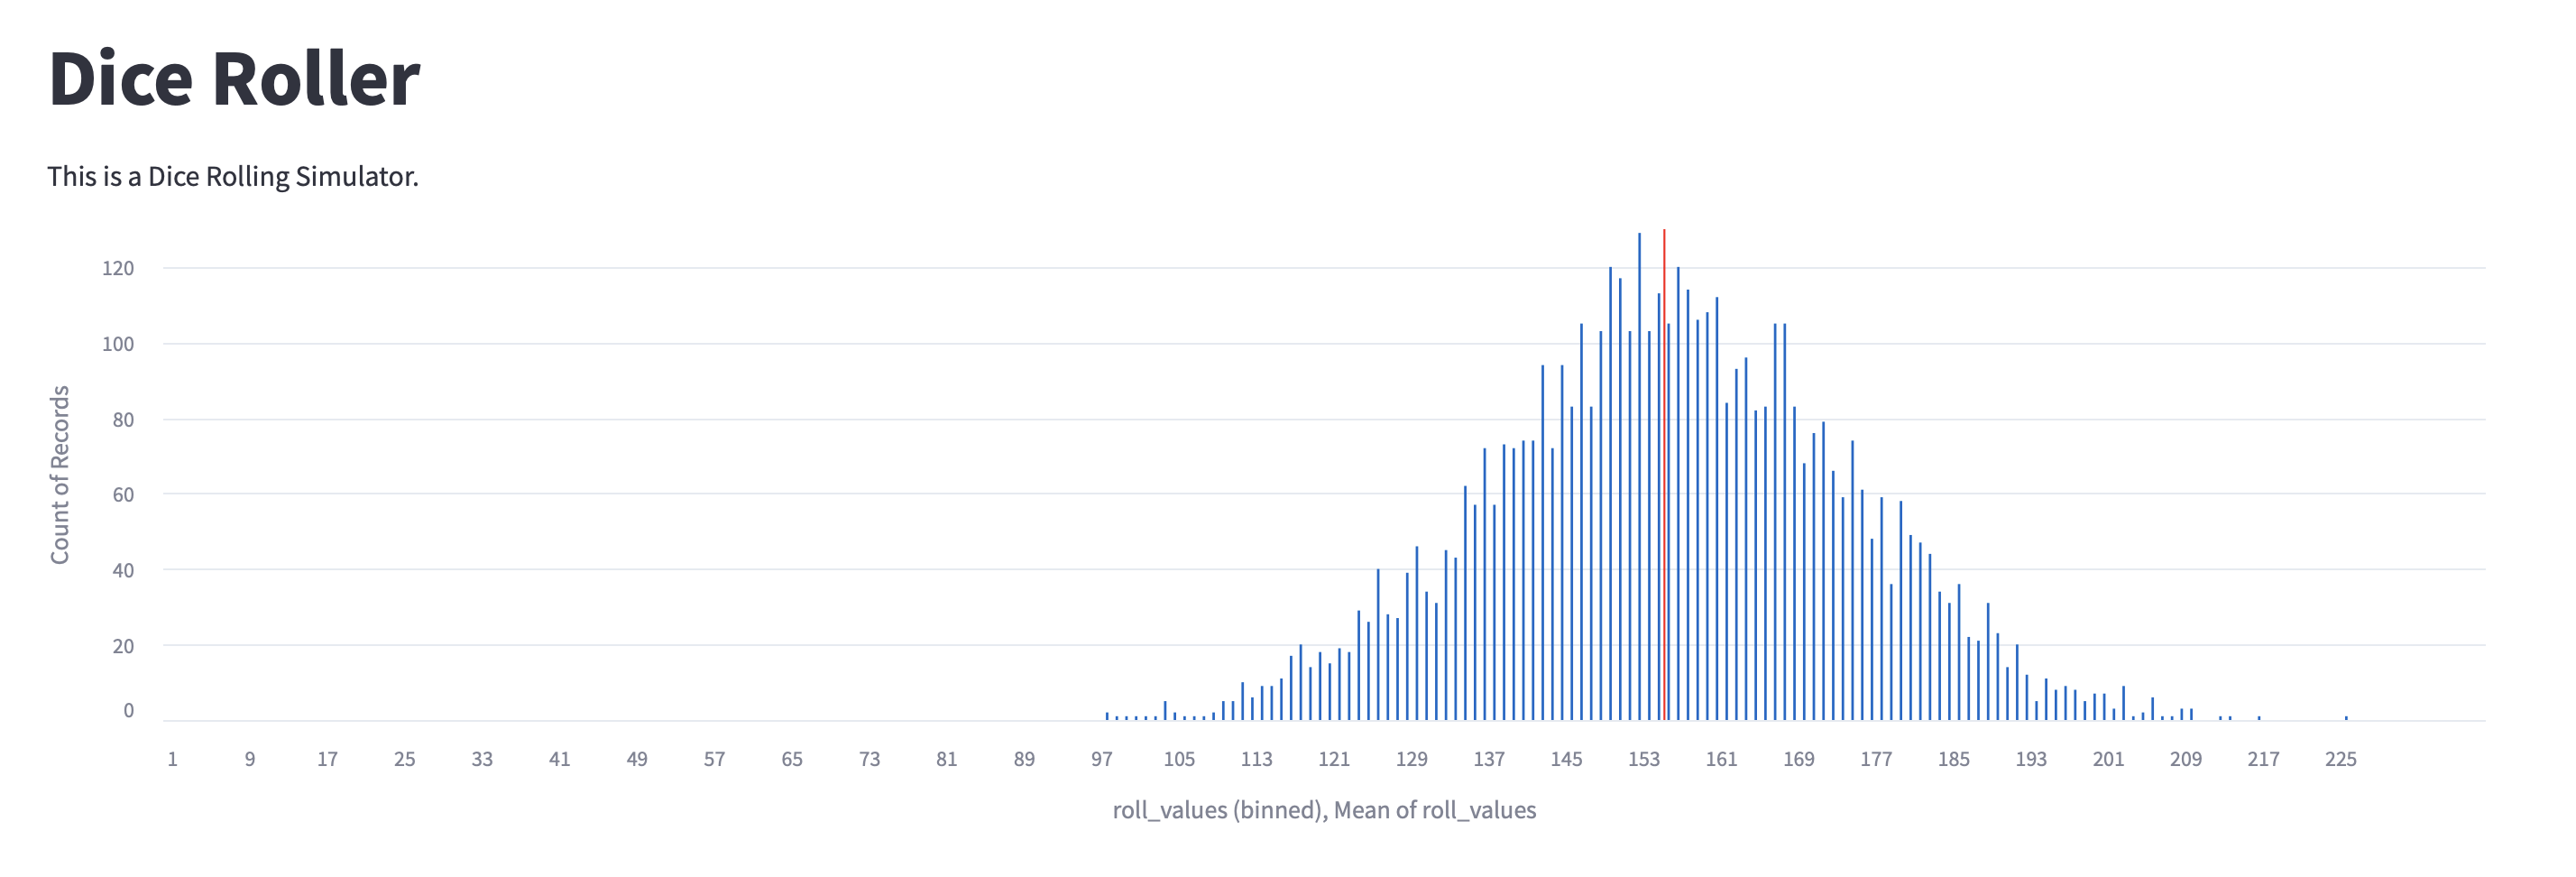 Dice Roller
This is a Dice Rolling Simulator.
120
100
80
60
40
20
0
Count of Records
1 9 17 25 33 41 49 57 65 73 81 89 97 105 113 121 129 137 145 153 161 169 177 185 193 201 209 217 225
roll_values (binned), Mean of roll_values